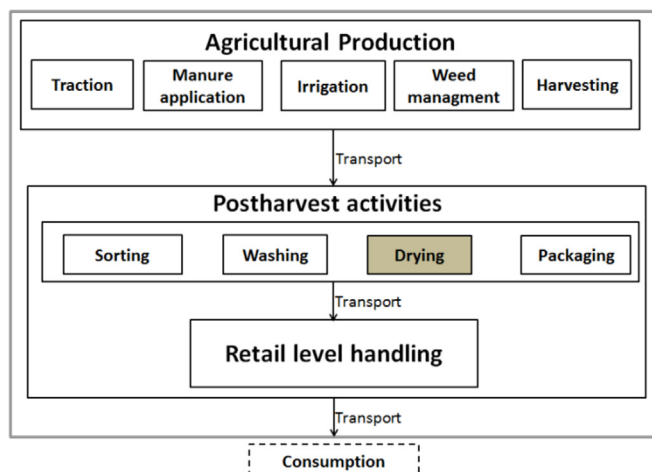 Agricultural Production
Traction
Manure
application
Irrigation
Weed
managment
Harvesting
Transport
Postharvest activities
Sorting
Washing
Drying
Packaging
Transport
Retail level handling
Transport
Consumption